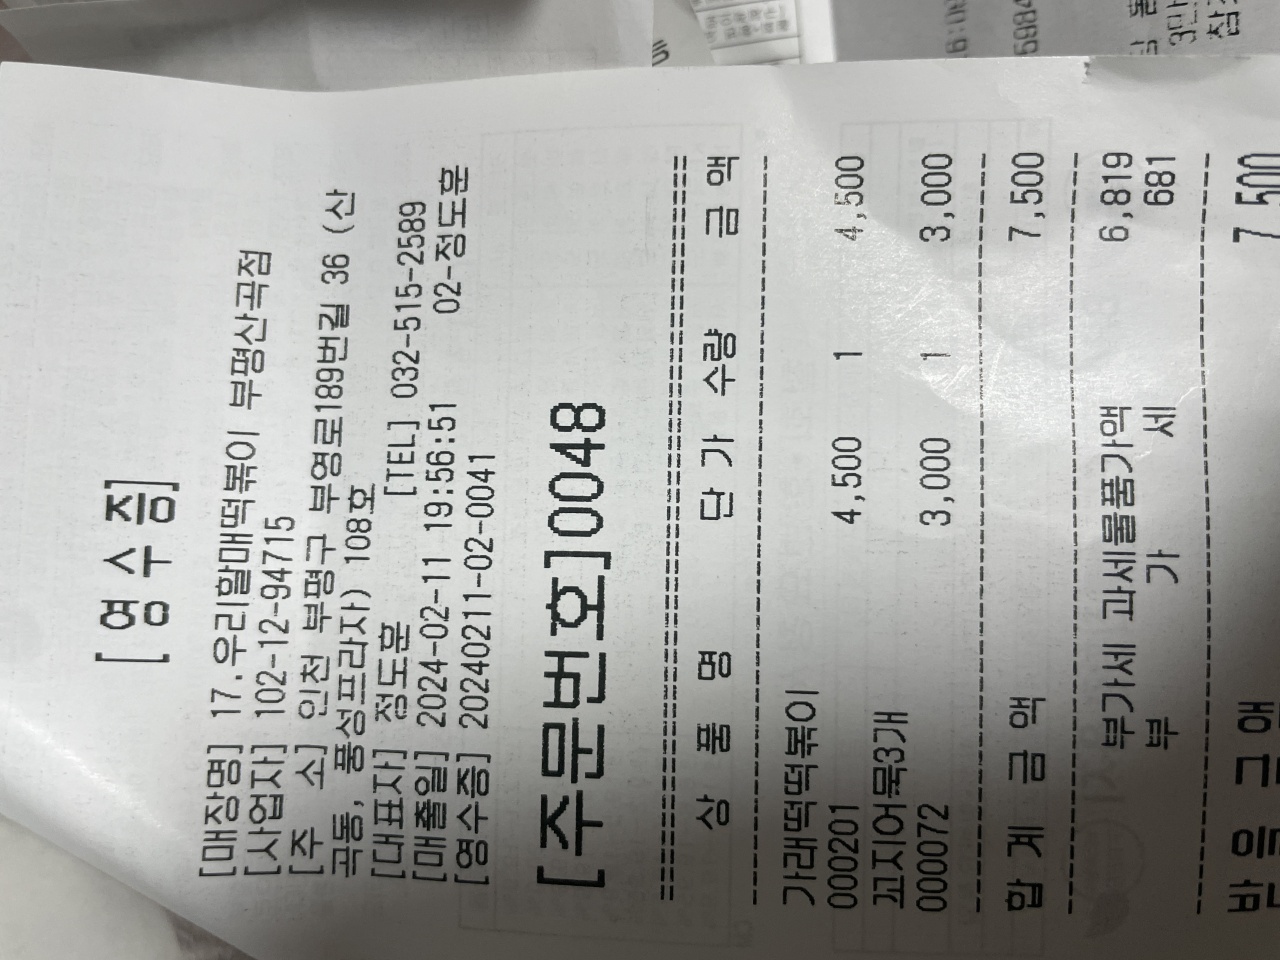 [영수증]
[매장명] 17.우리할매떡볶이 부평산곡점
[사업자] 102-12-94715
[주 소] 인천 부평구 부영로189번길 36 (산
곡동, 풍성프라자) 108호
[대표자] 정도훈 [TEL] 032-515-2589
[매출일] 2024-02-11 19:56:51 02-정도훈
[영수증] 20240211-02-0041
[주문번호]0048
상 품 명 단 가 수량 금 액
가래떡떡볶이
000201 4,500 1 4,500
꼬지어묵3개
000072 3,000 1 3,000
합 계 금 액 7,500
부가세 과세물품가액 6,819
부 가 세 681
받을금액 7,500